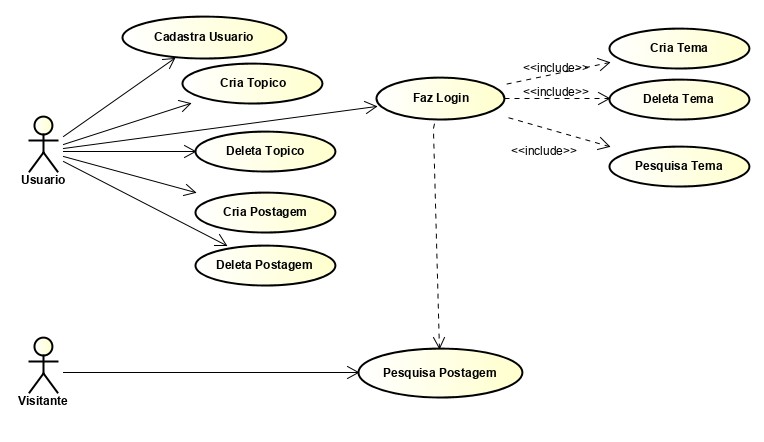 Cadastra Usuario
Cria Topico
Faz Login
<<include>>
Cria Tema
<<include>>
Deleta Tema
Deleta Topico
<<include>>
Pesquisa Tema
Usuario
Cria Postagem
Deleta Postagem
Pesquisa Postagem
Visitante